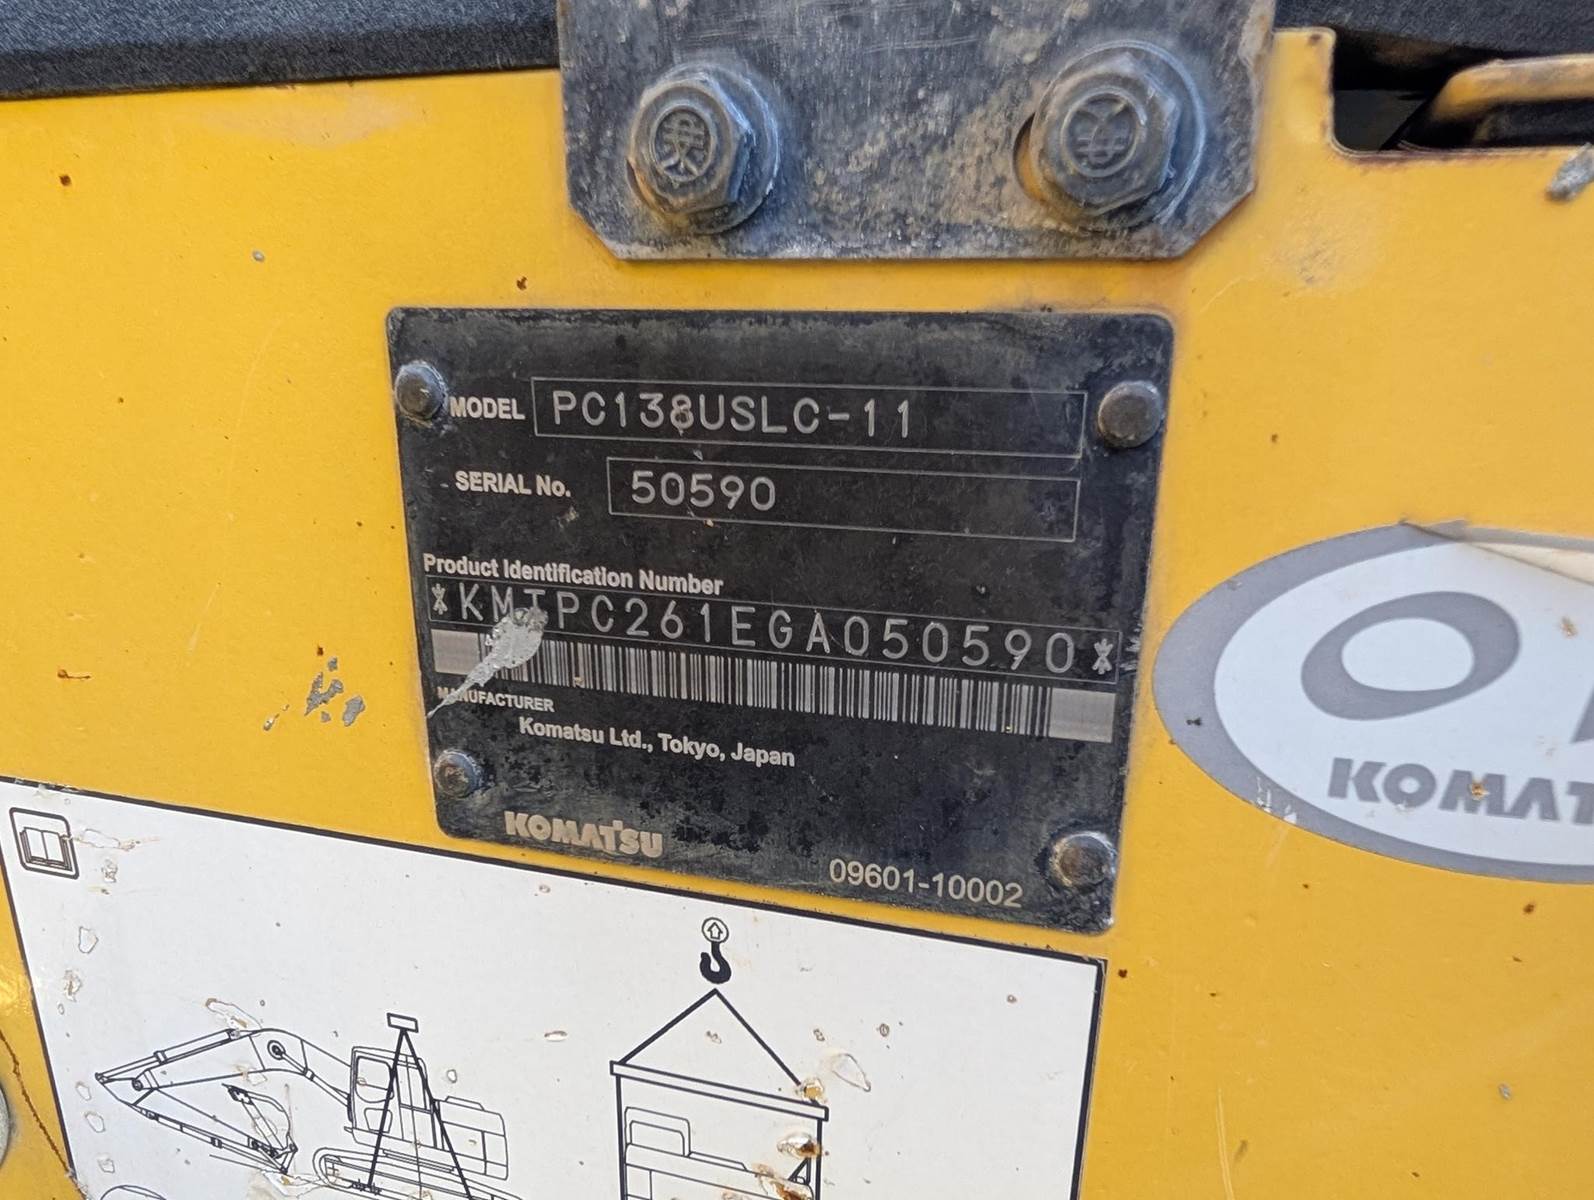 MODEL PC138USLC-11
SERIAL No. 50590
Product Identification Number
*KMTPC261EGA050590*
MANUFACTURER
Komatsu Ltd., Tokyo, Japan
KOMATSU
09601-10002
KOMAT